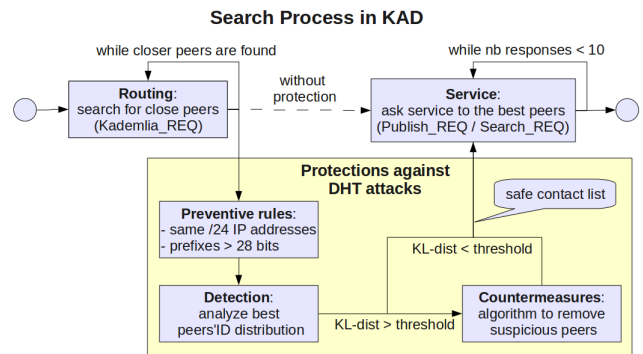 Search Process in KAD
while closer peers are found
while nb responses < 10
Routing:
search for close peers
(Kademlia_REQ)
without
protection
Service:
ask service to the best peers
(Publish_REQ / Search_REQ)
Protections against
DHT attacks
safe contact list
Preventive rules:
- same /24 IP addresses
- prefixes > 28 bits
KL-dist < threshold
Detection:
analyze best
peers'ID distribution
KL-dist > threshold
Countermeasures:
algorithm to remove
suspicious peers